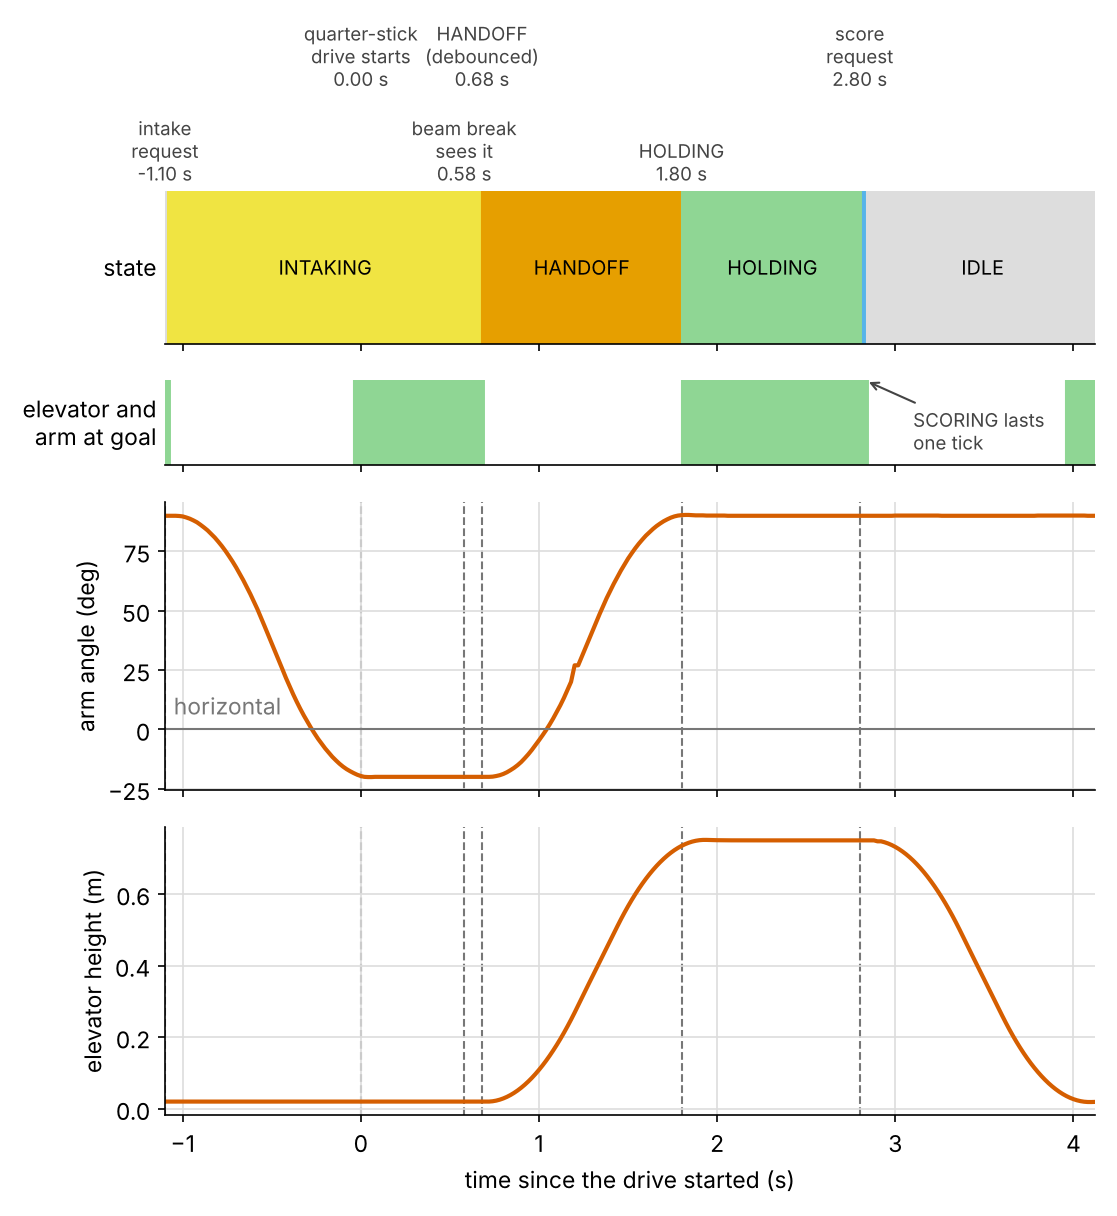 quarter-stick
drive starts
0.00 s
HANDOFF
(debounced)
0.68 s
score
request
2.80 s
intake
request
-1.10 s
beam break
sees it
0.58 s
HOLDING
1.80 s
state
INTAKING
HANDOFF
HOLDING
IDLE
elevator and
arm at goal
SCORING lasts
one tick
arm angle (deg)
75
50
25
0
−25
horizontal
elevator height (m)
0.6
0.4
0.2
0.0
−1
0
1
2
3
4
time since the drive started (s)